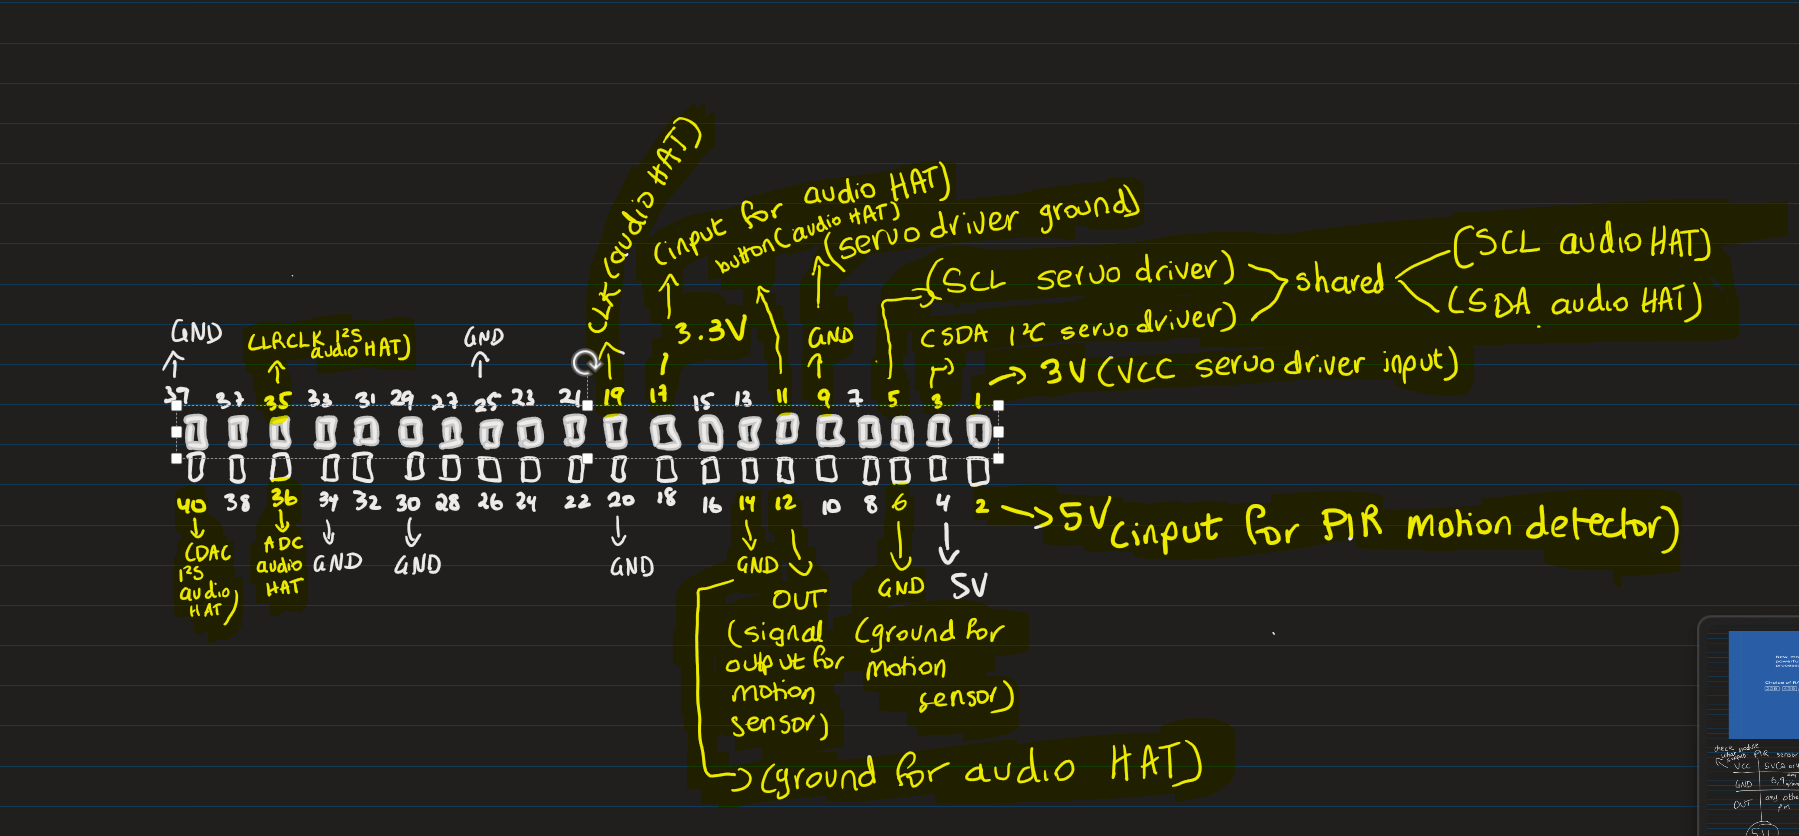 CLK (audio HAT)
(input for audio HAT)
button (audio HAT)
(servo driver ground)
(SCL servo driver)
(SDA I²C servo driver)
shared
(SCL audio HAT)
(SDA audio HAT)
3.3V
GND
3V (VCC servo driver input)
GND
(LRCLK I²S
audio HAT)
GND
37 37 35 33 31 29 27 25 23 21 19 17 15 13 11 9 7 5 3 1
40 38 36 34 32 30 28 26 24 22 20 18 16 14 12 10 8 6 4 2
5V (input for PIR motion detector)
(DAC
I²S
audio
HAT)
ADC
audio
HAT
GND
GND
GND
GND
OUT
(signal
output for
motion
sensor)
GND
(ground for
motion
sensor)
5V
(ground for audio HAT)
PIR sensor
VCC
GND
OUT